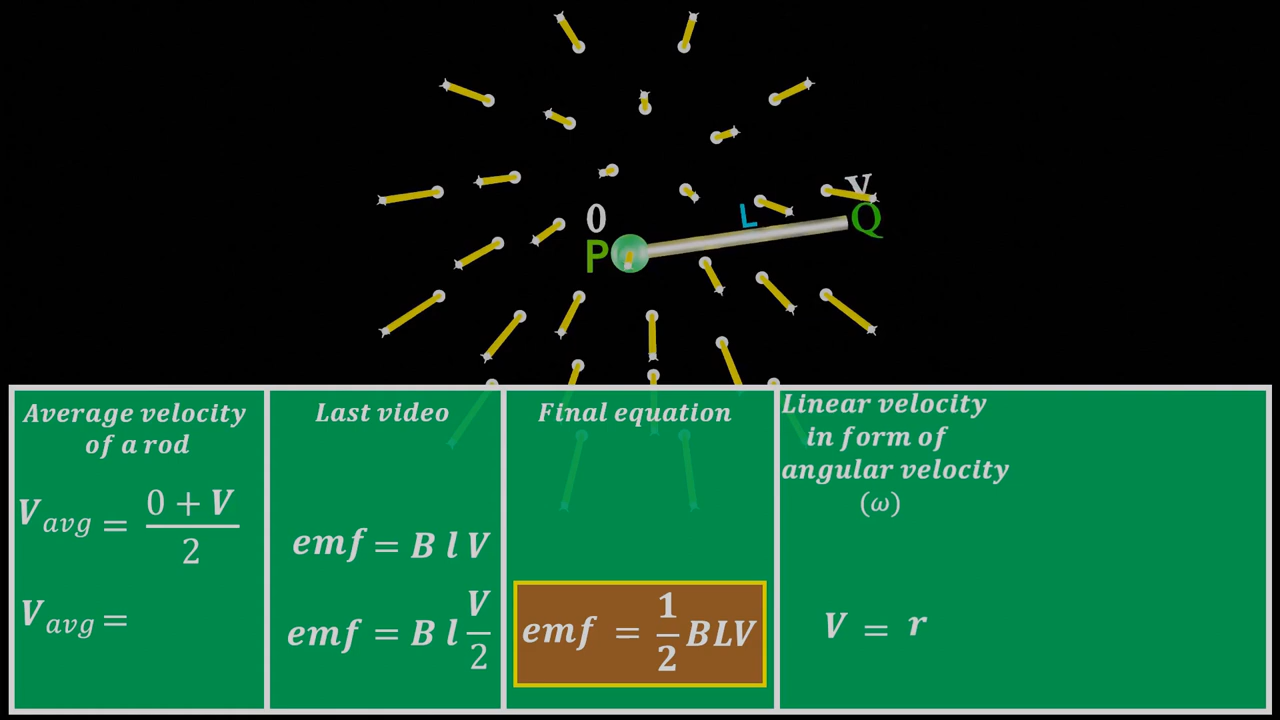 V
0
L
Q
P
Average velocity
of a rod
V_avg = (0 + V)/2
V_avg =
Last video
emf = B l V
emf = B l V/2
Final equation
emf = 1/2 BLV
Linear velocity
in form of
angular velocity
(ω)
V = r